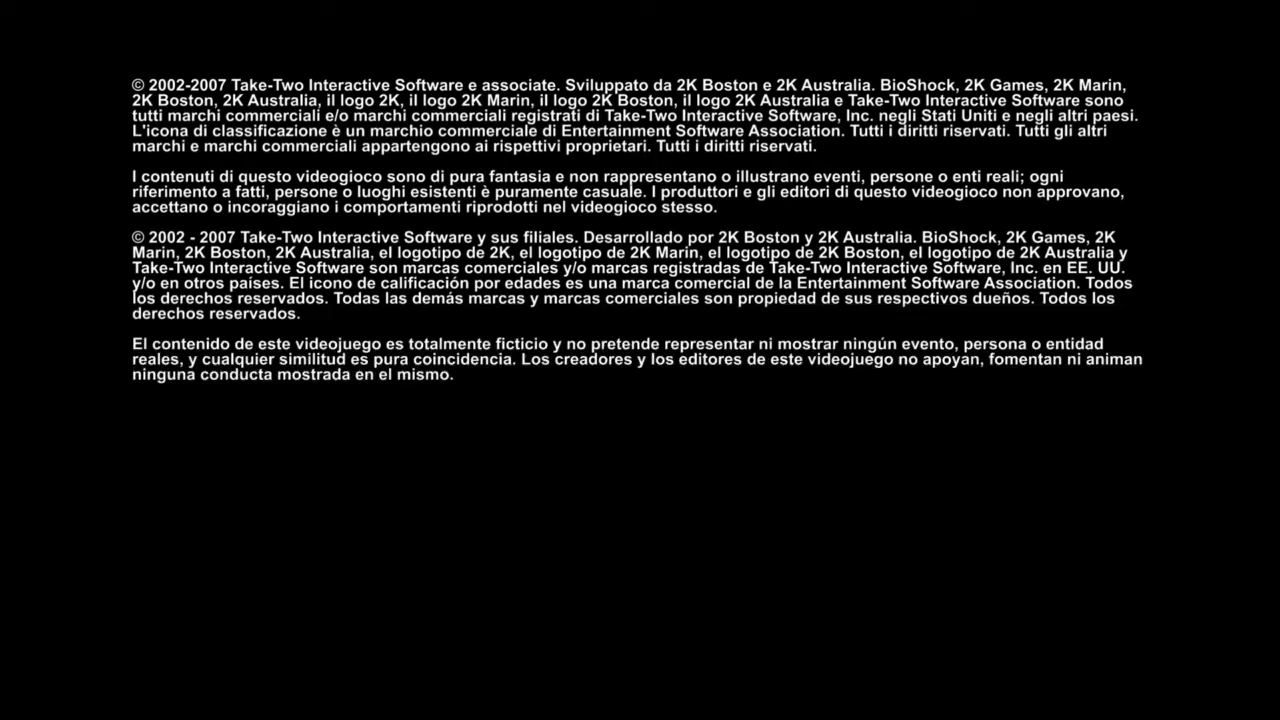 © 2002-2007 Take-Two Interactive Software e associate. Sviluppato da 2K Boston e 2K Australia. BioShock, 2K Games, 2K Marin,
2K Boston, 2K Australia, il logo 2K, il logo 2K Marin, il logo 2K Boston, il logo 2K Australia e Take-Two Interactive Software sono
tutti marchi commerciali e/o marchi commerciali registrati di Take-Two Interactive Software, Inc. negli Stati Uniti e negli altri paesi.
L'icona di classificazione è un marchio commerciale di Entertainment Software Association. Tutti i diritti riservati. Tutti gli altri
marchi e marchi commerciali appartengono ai rispettivi proprietari. Tutti i diritti riservati.
I contenuti di questo videogioco sono di pura fantasia e non rappresentano o illustrano eventi, persone o enti reali; ogni
riferimento a fatti, persone o luoghi esistenti è puramente casuale. I produttori e gli editori di questo videogioco non approvano,
accettano o incoraggiano i comportamenti riprodotti nel videogioco stesso.
© 2002 - 2007 Take-Two Interactive Software y sus filiales. Desarrollado por 2K Boston y 2K Australia. BioShock, 2K Games, 2K
Marin, 2K Boston, 2K Australia, el logotipo de 2K, el logotipo de 2K Marin, el logotipo de 2K Boston, el logotipo de 2K Australia y
Take-Two Interactive Software son marcas comerciales y/o marcas registradas de Take-Two Interactive Software, Inc. en EE. UU.
y/o en otros países. El icono de calificación por edades es una marca comercial de la Entertainment Software Association. Todos
los derechos reservados. Todas las demás marcas y marcas comerciales son propiedad de sus respectivos dueños. Todos los
derechos reservados.
El contenido de este videojuego es totalmente ficticio y no pretende representar ni mostrar ningún evento, persona o entidad
reales, y cualquier similitud es pura coincidencia. Los creadores y los editores de este videojuego no apoyan, fomentan ni animan
ninguna conducta mostrada en el mismo.